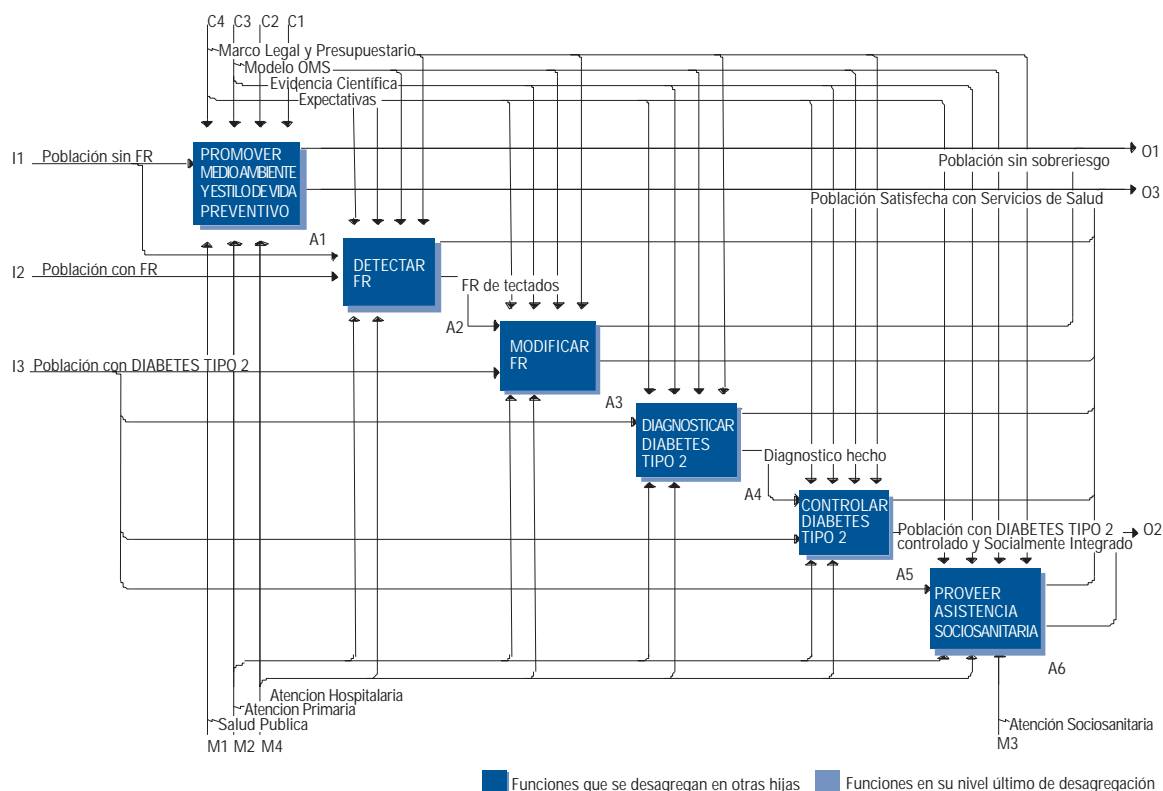 C4 C3 C2 C1
Marco Legal y Presupuestario
Modelo OMS
Evidencia Científica
Expectativas
I1 Población sin FR
PROMOVER
MEDIO AMBIENTE
Y ESTILO DE VIDA
PREVENTIVO
O1
Población sin sobreriesgo
O3
Población Satisfecha con Servicios de Salud
A1
I2 Población con FR
DETECTAR
FR
FR de tectados
A2
MODIFICAR
FR
I3 Población con DIABETES TIPO 2
A3
DIAGNOSTICAR
DIABETES
TIPO 2
Diagnostico hecho
A4
CONTROLAR
DIABETES
TIPO 2
Población con DIABETES TIPO 2
controlado y Socialmente Integrado
O2
A5
PROVEER
ASISTENCIA
SOCIOSANITARIA
A6
Atencion Hospitalaria
Atencion Primaria
Salud Publica
M1 M2 M4
Atención Sociosanitaria
M3
Funciones que se desagregan en otras hijas
Funciones en su nivel último de desagregación